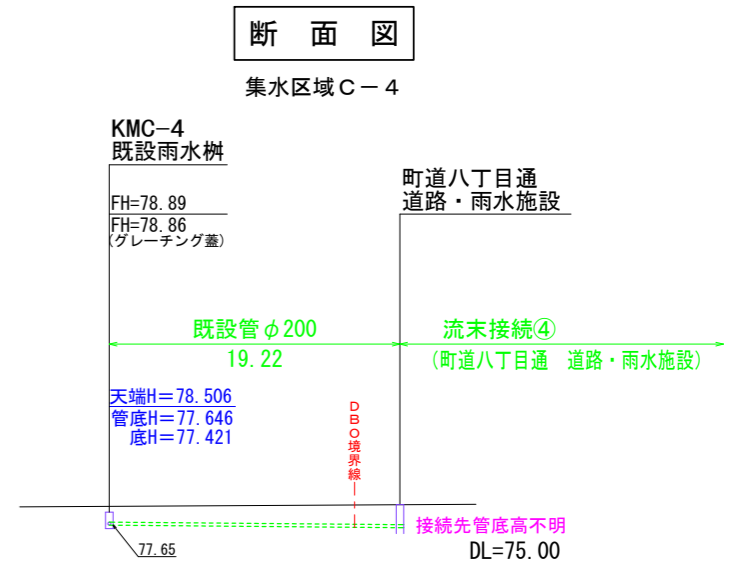 断 面 図
集水区域C-4
KMC-4
既設雨水桝
町道八丁目通
道路・雨水施設
FH=78.89
FH=78.86
(グレーチング蓋)
既設管φ200
19.22
流末接続④
(町道八丁目通 道路・雨水施設)
天端H=78.506
管底H=77.646
底H=77.421
DBO境界線
接続先管底高不明
77.65
DL=75.00